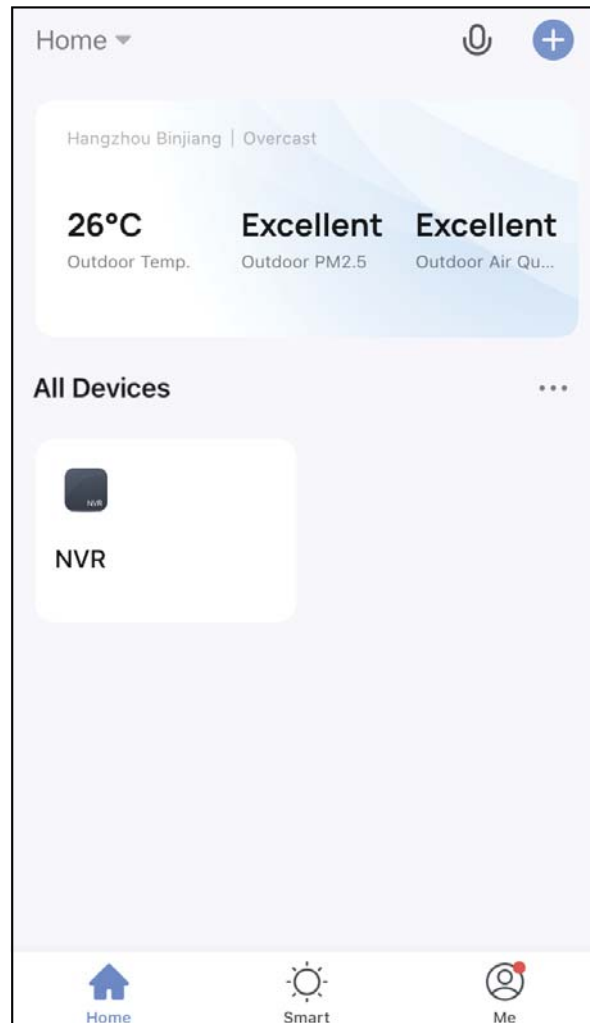 Home
Hangzhou Binjiang | Overcast
26°C Excellent Excellent
Outdoor Temp. Outdoor PM2.5 Outdoor Air Qu...
All Devices
NVR
NVR
Home Smart Me